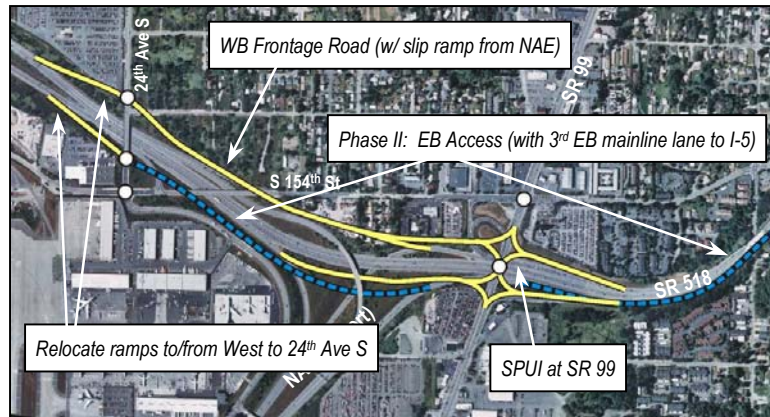 24th Ave S
WB Frontage Road (w/ slip ramp from NAE)
SR 99
Phase II: EB Access (with 3rd EB mainline lane to I-5)
S 154th St
SR 518
Relocate ramps to/from West to 24th Ave S
SPUI at SR 99